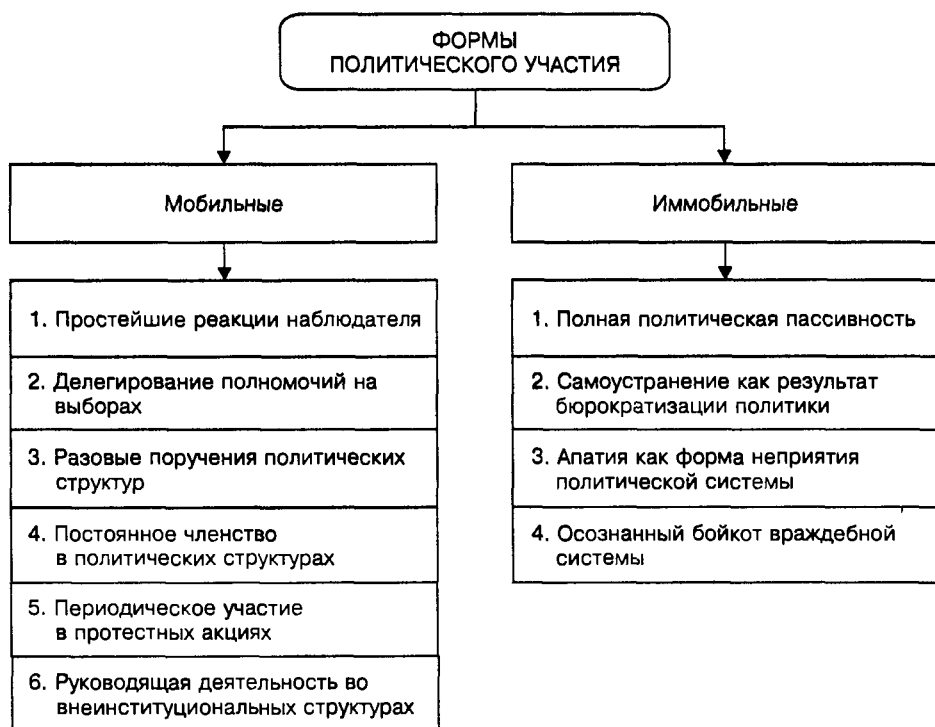 ФОРМЫ
ПОЛИТИЧЕСКОГО УЧАСТИЯ
Мобильные
1. Простейшие реакции наблюдателя
2. Делегирование полномочий на
выборах
3. Разовые поручения политических
структур
4. Постоянное членство
в политических структурах
5. Периодическое участие
в протестных акциях
6. Руководящая деятельность во
внеинституциональных структурах
Иммобильные
1. Полная политическая пассивность
2. Самоустранение как результат
бюрократизации политики
3. Апатия как форма неприятия
политической системы
4. Осознанный бойкот враждебной
системы